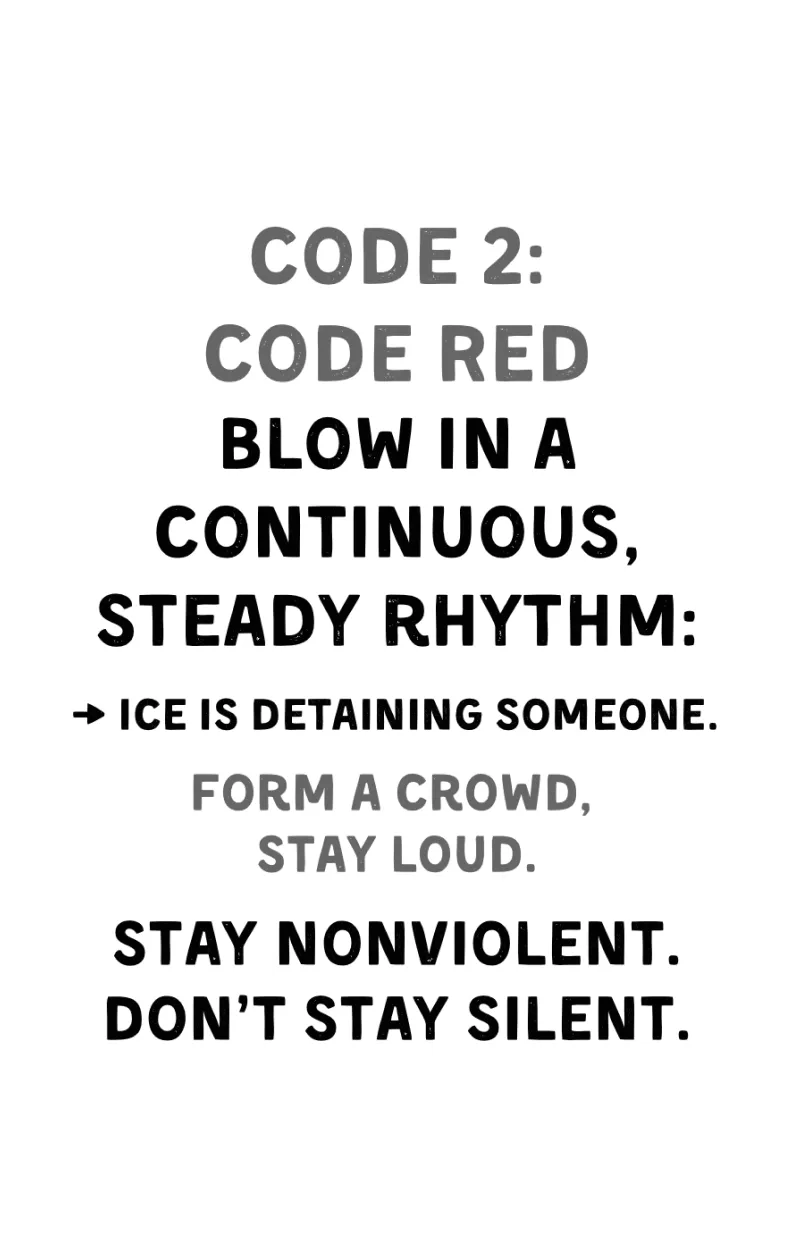 CODE 2:
CODE RED
BLOW IN A
CONTINUOUS,
STEADY RHYTHM:
→ ICE IS DETAINING SOMEONE.
FORM A CROWD,
STAY LOUD.
STAY NONVIOLENT.
DON'T STAY SILENT.